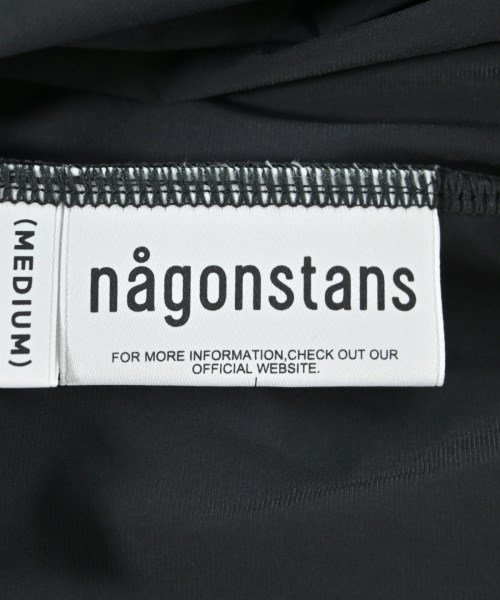 (MEDIUM)
någonstans
FOR MORE INFORMATION,CHECK OUT OUR
OFFICIAL WEBSITE.